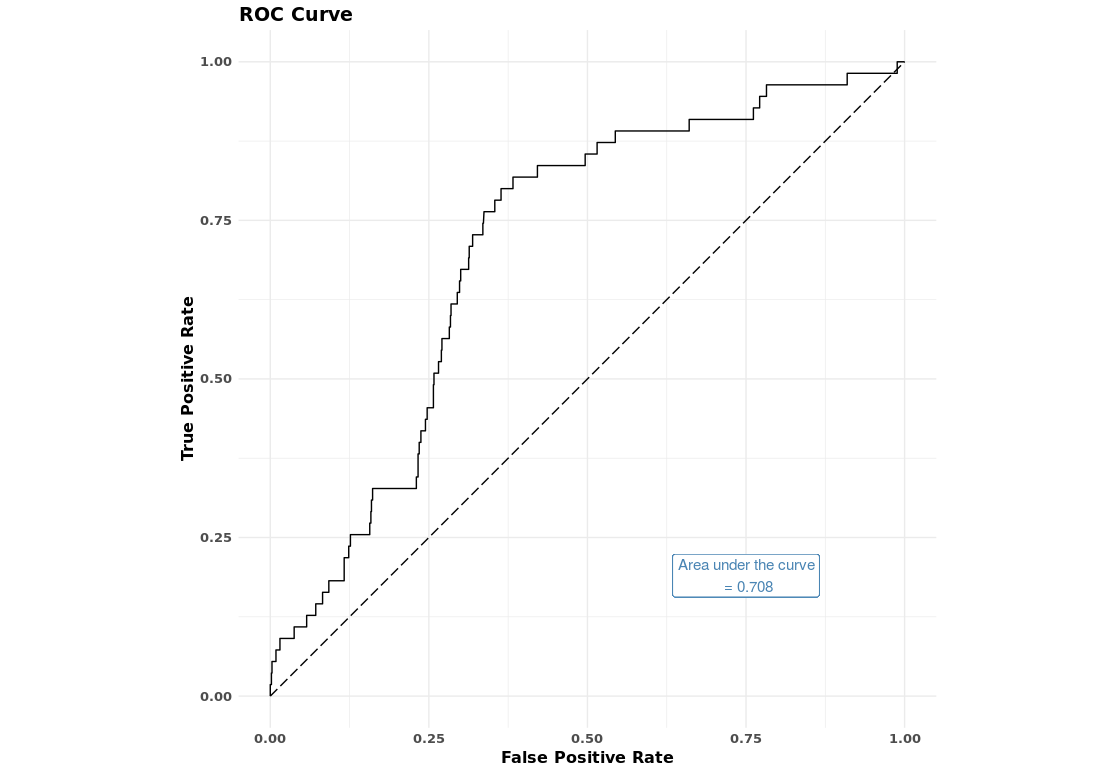 ROC Curve
1.00
0.75
0.50
0.25
0.00
True Positive Rate
Area under the curve
= 0.708
0.00 0.25 0.50 0.75 1.00
False Positive Rate